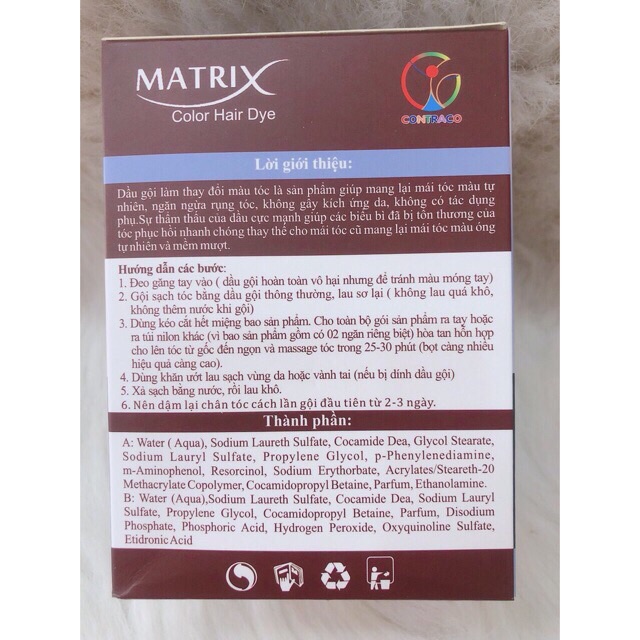 MATRIX
Color Hair Dye
CONTRACO
Lời giới thiệu:
Dầu gội làm thay đổi màu tóc là sản phẩm giúp mang lại mái tóc màu tự
nhiên, ngăn ngừa rụng tóc, không gây kích ứng da, không có tác dụng
phụ.Sự thẩm thấu của dầu cực mạnh giúp các biểu bì đã bị tổn thương của
tóc phục hồi nhanh chóng thay thế cho mái tóc cũ mang lại mái tóc màu óng
tự nhiên và mềm mượt.
Hướng dẫn các bước:
1. Đeo găng tay vào ( dầu gội hoàn toàn vô hại nhưng để tránh màu móng tay)
2. Gội sạch tóc bằng dầu gội thông thường, lau sơ lại ( không lau quá khô,
không thêm nước khi gội)
3. Dùng kéo cắt hết miệng bao sản phẩm. Cho toàn bộ gói sản phẩm ra tay hoặc
ra túi nilon khác (vì bao sản phẩm gồm có 02 ngăn riêng biệt) hòa tan hỗn hợp
cho lên tóc từ gốc đến ngọn và massage tóc trong 25-30 phút (bọt càng nhiều
hiệu quả càng cao).
4. Dùng khăn ướt lau sạch vùng da hoặc vành tai (nếu bị dính dầu gội)
5. Xả sạch bằng nước, rồi lau khô.
6. Nên dặm lại chân tóc cách lần gội đầu tiên từ 2-3 ngày.
Thành phần:
A: Water ( Aqua), Sodium Laureth Sulfate, Cocamide Dea, Glycol Stearate,
Sodium Lauryl Sulfate, Propylene Glycol, p-Phenylenediamine,
m-Aminophenol, Resorcinol, Sodium Erythorbate, Acrylates/Steareth-20
Methacrylate Copolymer, Cocamidopropyl Betaine, Parfum, Ethanolamine.
B: Water (Aqua),Sodium Laureth Sulfate, Cocamide Dea, Sodium Lauryl
Sulfate, Propylene Glycol, Cocamidopropyl Betaine, Parfum, Disodium
Phosphate, Phosphoric Acid, Hydrogen Peroxide, Oxyquinoline Sulfate,
Etidronic Acid